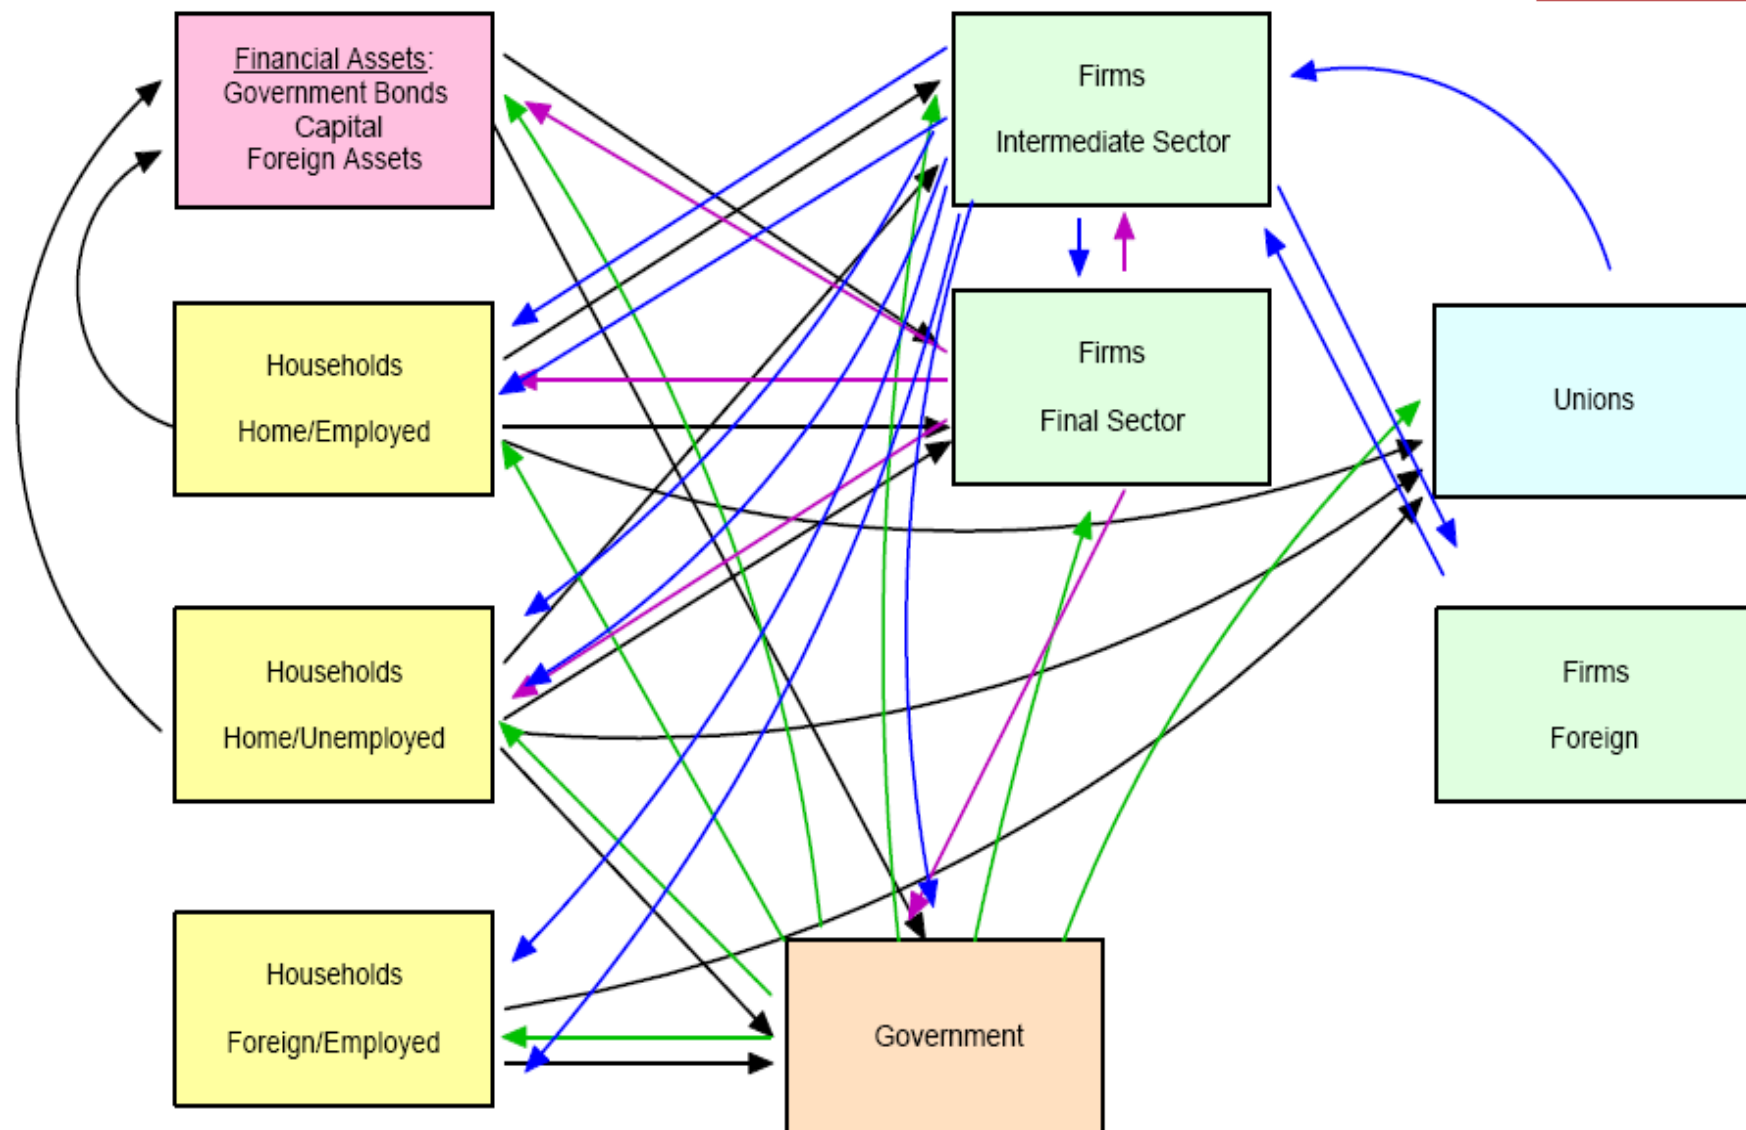 Financial Assets:
Government Bonds
Capital
Foreign Assets
Firms
Intermediate Sector
Households
Home/Employed
Firms
Final Sector
Unions
Households
Home/Unemployed
Firms
Foreign
Households
Foreign/Employed
Government